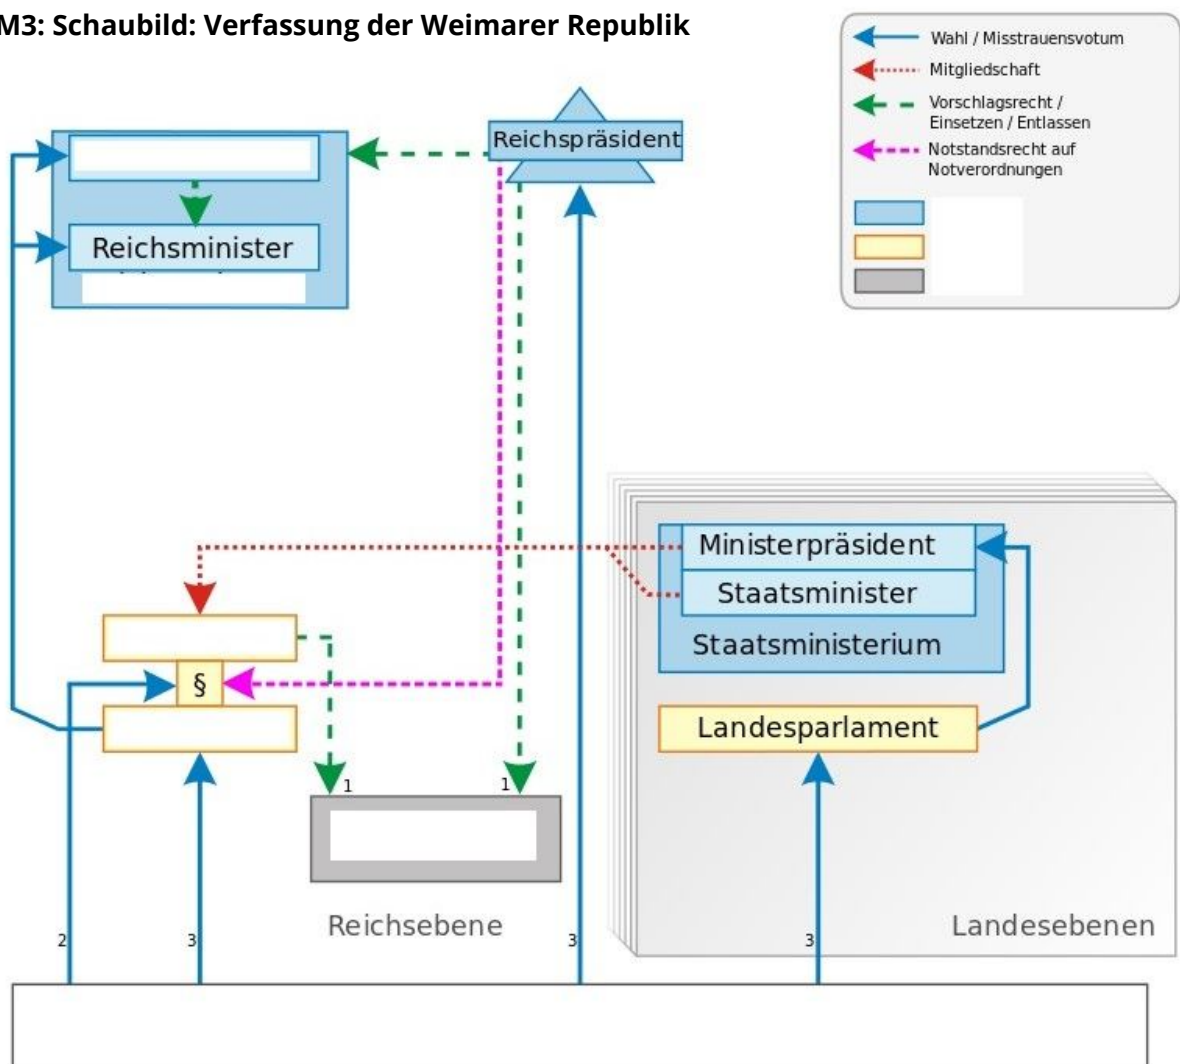 M3: Schaubild: Verfassung der Weimarer Republik
Wahl / Misstrauensvotum
Mitgliedschaft
Vorschlagsrecht /
Einsetzen / Entlassen
Notstandsrecht auf
Notverordnungen
Reichspräsident
Reichsminister
Ministerpräsident
Staatsminister
Staatsministerium
§
Landesparlament
1
1
Reichsebene
Landesebenen
2
3
3
3